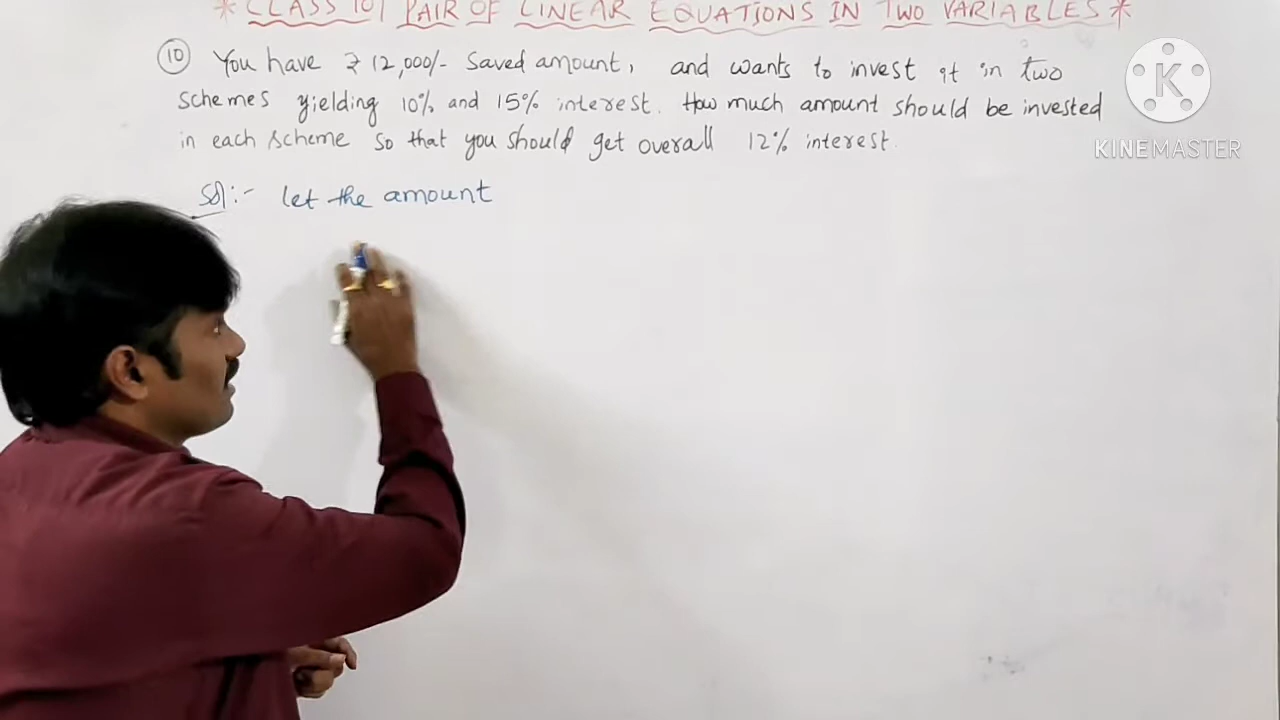 * CLASS 10 | PAIR OF LINEAR EQUATIONS IN TWO VARIABLES *
10 You have ₹ 12,000/- Saved amount, and wants to invest it in two
schemes yielding 10% and 15% interest. How much amount should be invested
in each scheme so that you should get overall 12% interest.
Sol:- let the amount
K
KINEMASTER